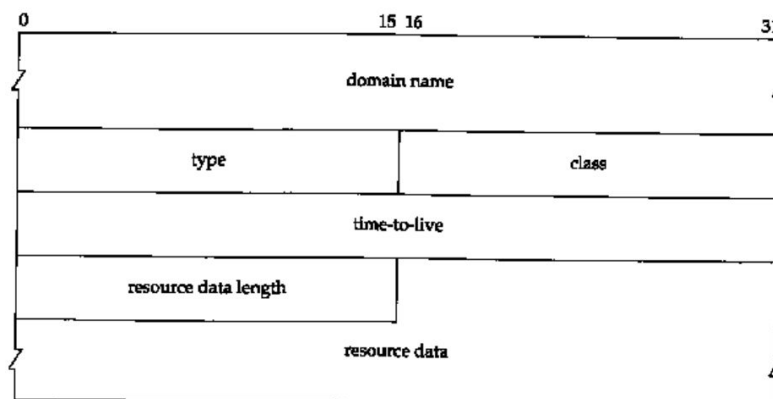 0 15 16 31
domain name
type class
time-to-live
resource data length
resource data